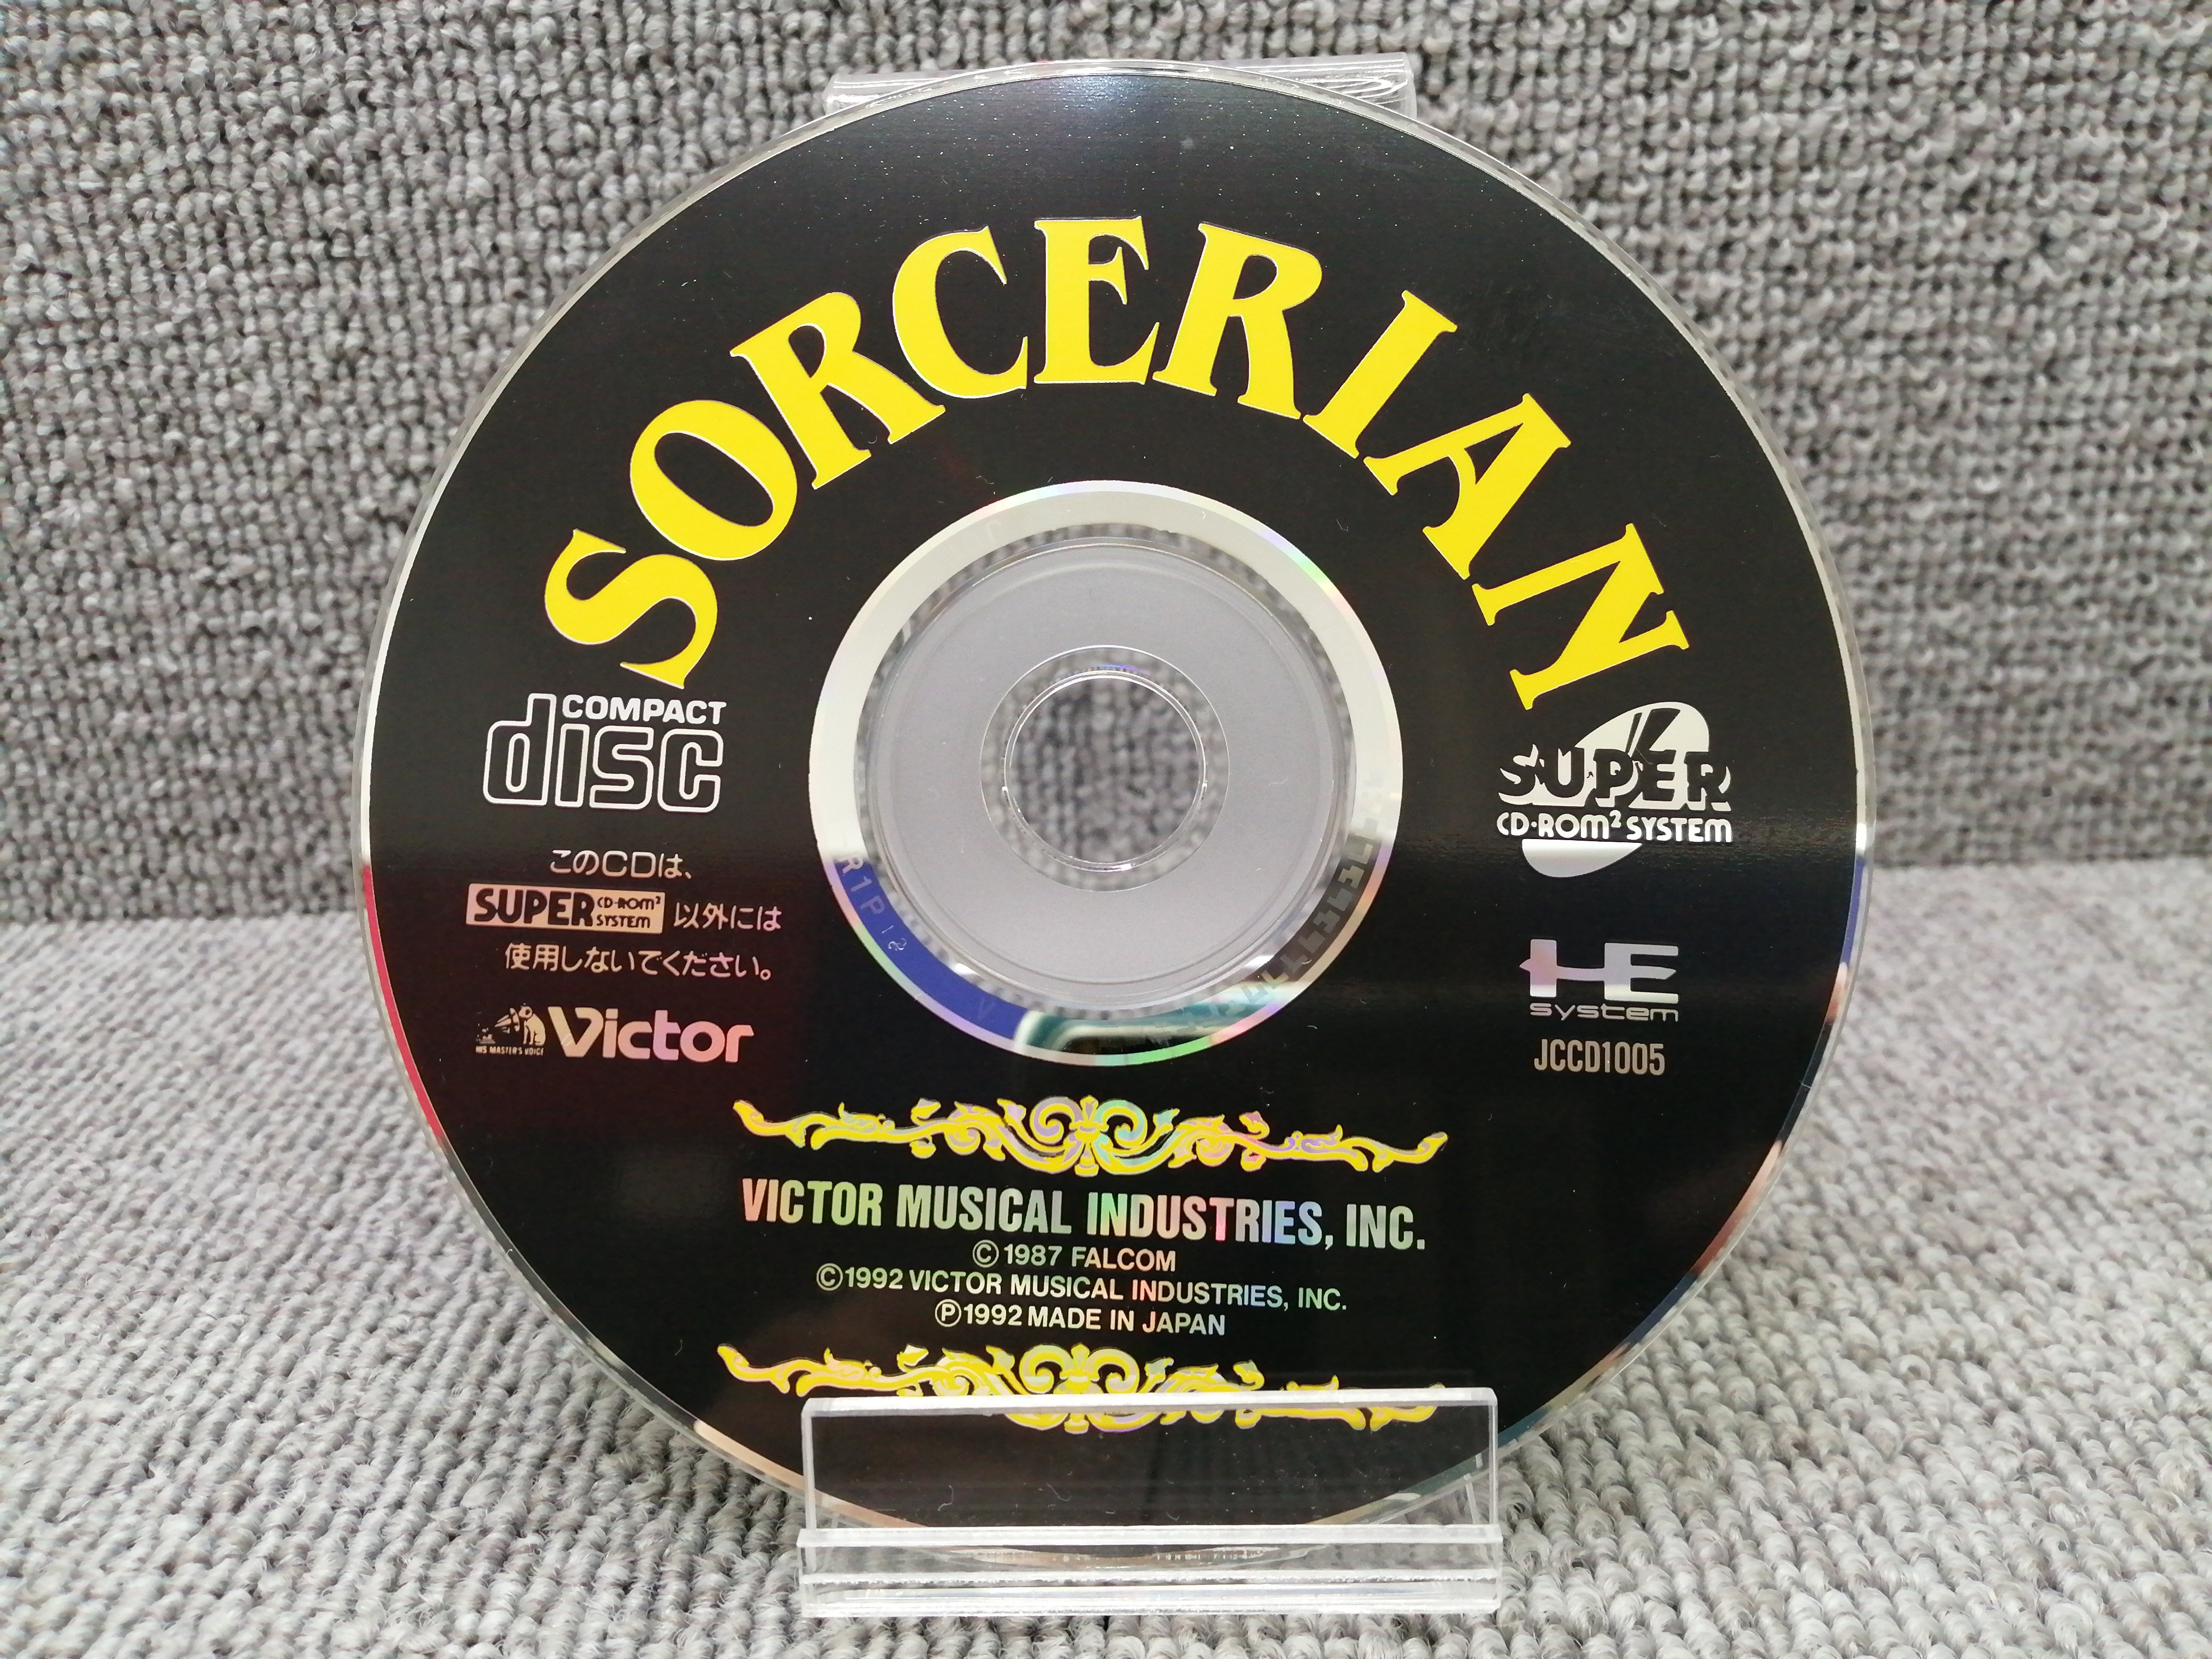 SORCERIAN
COMPACT
disc
SUPER
CD-ROM² SYSTEM
このCDは、
SUPER CD-ROM² SYSTEM 以外には
使用しないでください。
HIS MASTER'S VOICE
Victor
HE
system
JCCD1005
VICTOR MUSICAL INDUSTRIES, INC.
©1987 FALCOM
©1992 VICTOR MUSICAL INDUSTRIES, INC.
℗1992 MADE IN JAPAN